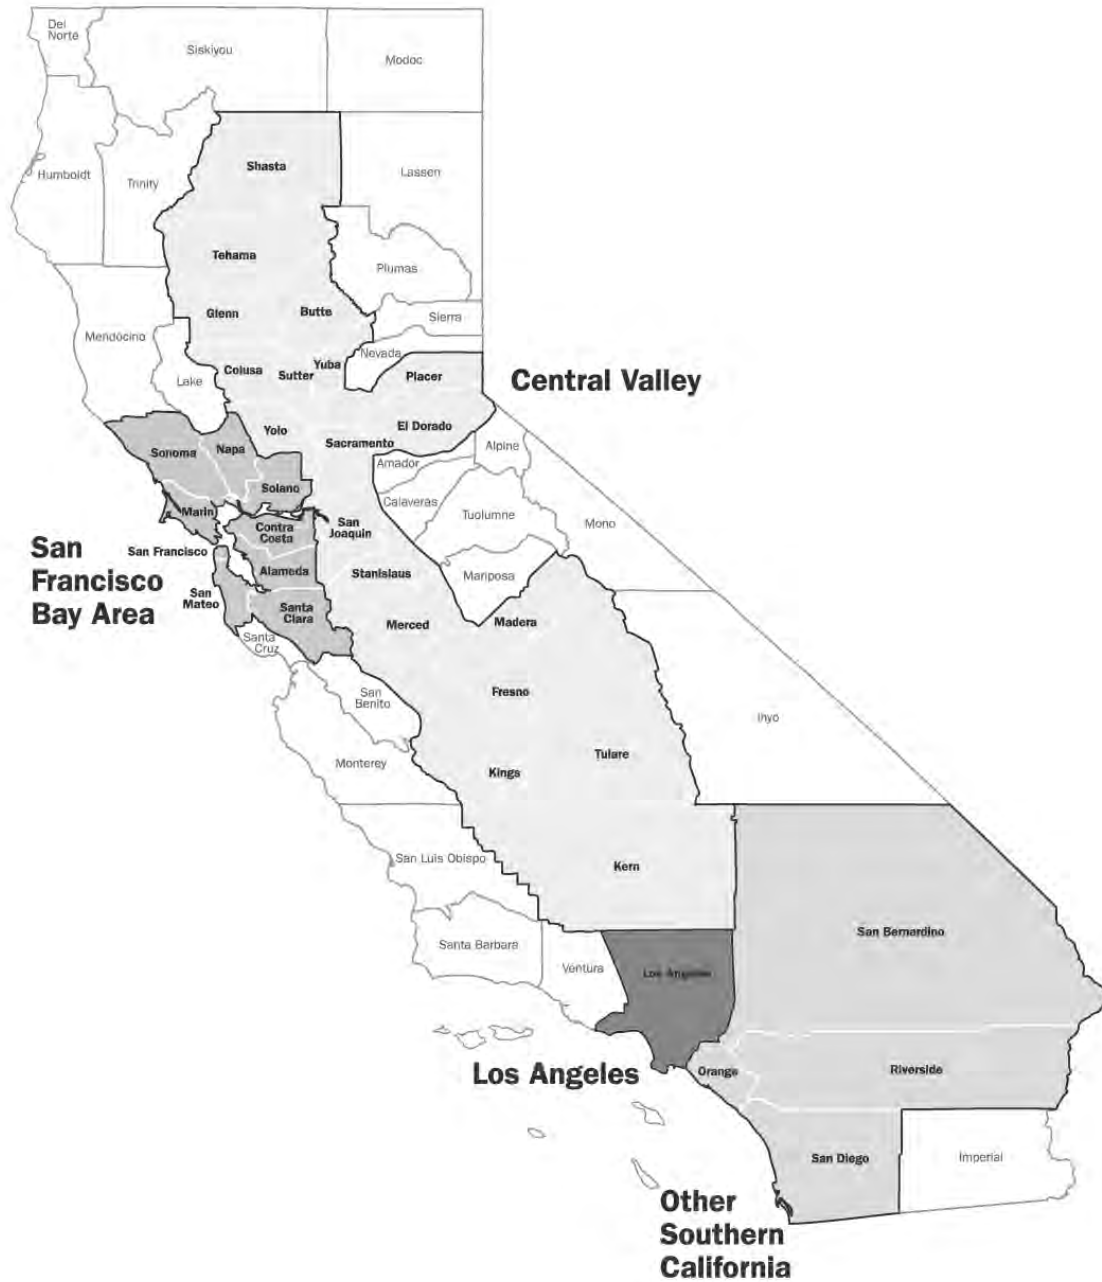 Del
Norte
Siskiyou
Modoc
Shasta
Humboldt
Trinity
Lassen
Tehama
Plumas
Glenn
Butte
Sierra
Mendocino
Nevada
Yuba
Colusa
Sutter
Lake
Placer
Central Valley
Yolo
El Dorado
Sacramento
Sonoma
Napa
Alpine
Amador
Solano
Calaveras
Marin
Tuolumne
Mono
Contra
Costa
San
Joaquin
San
Francisco
Bay Area
San Francisco
Alameda
Stanislaus
Mariposa
San
Mateo
Santa
Clara
Merced
Madera
Santa
Cruz
San
Benito
Fresno
Inyo
Monterey
Kings
Tulare
San Luis Obispo
Kern
San Bernardino
Santa Barbara
Ventura
Los Angeles
Los Angeles
Orange
Riverside
San Diego
Imperial
Other
Southern
California